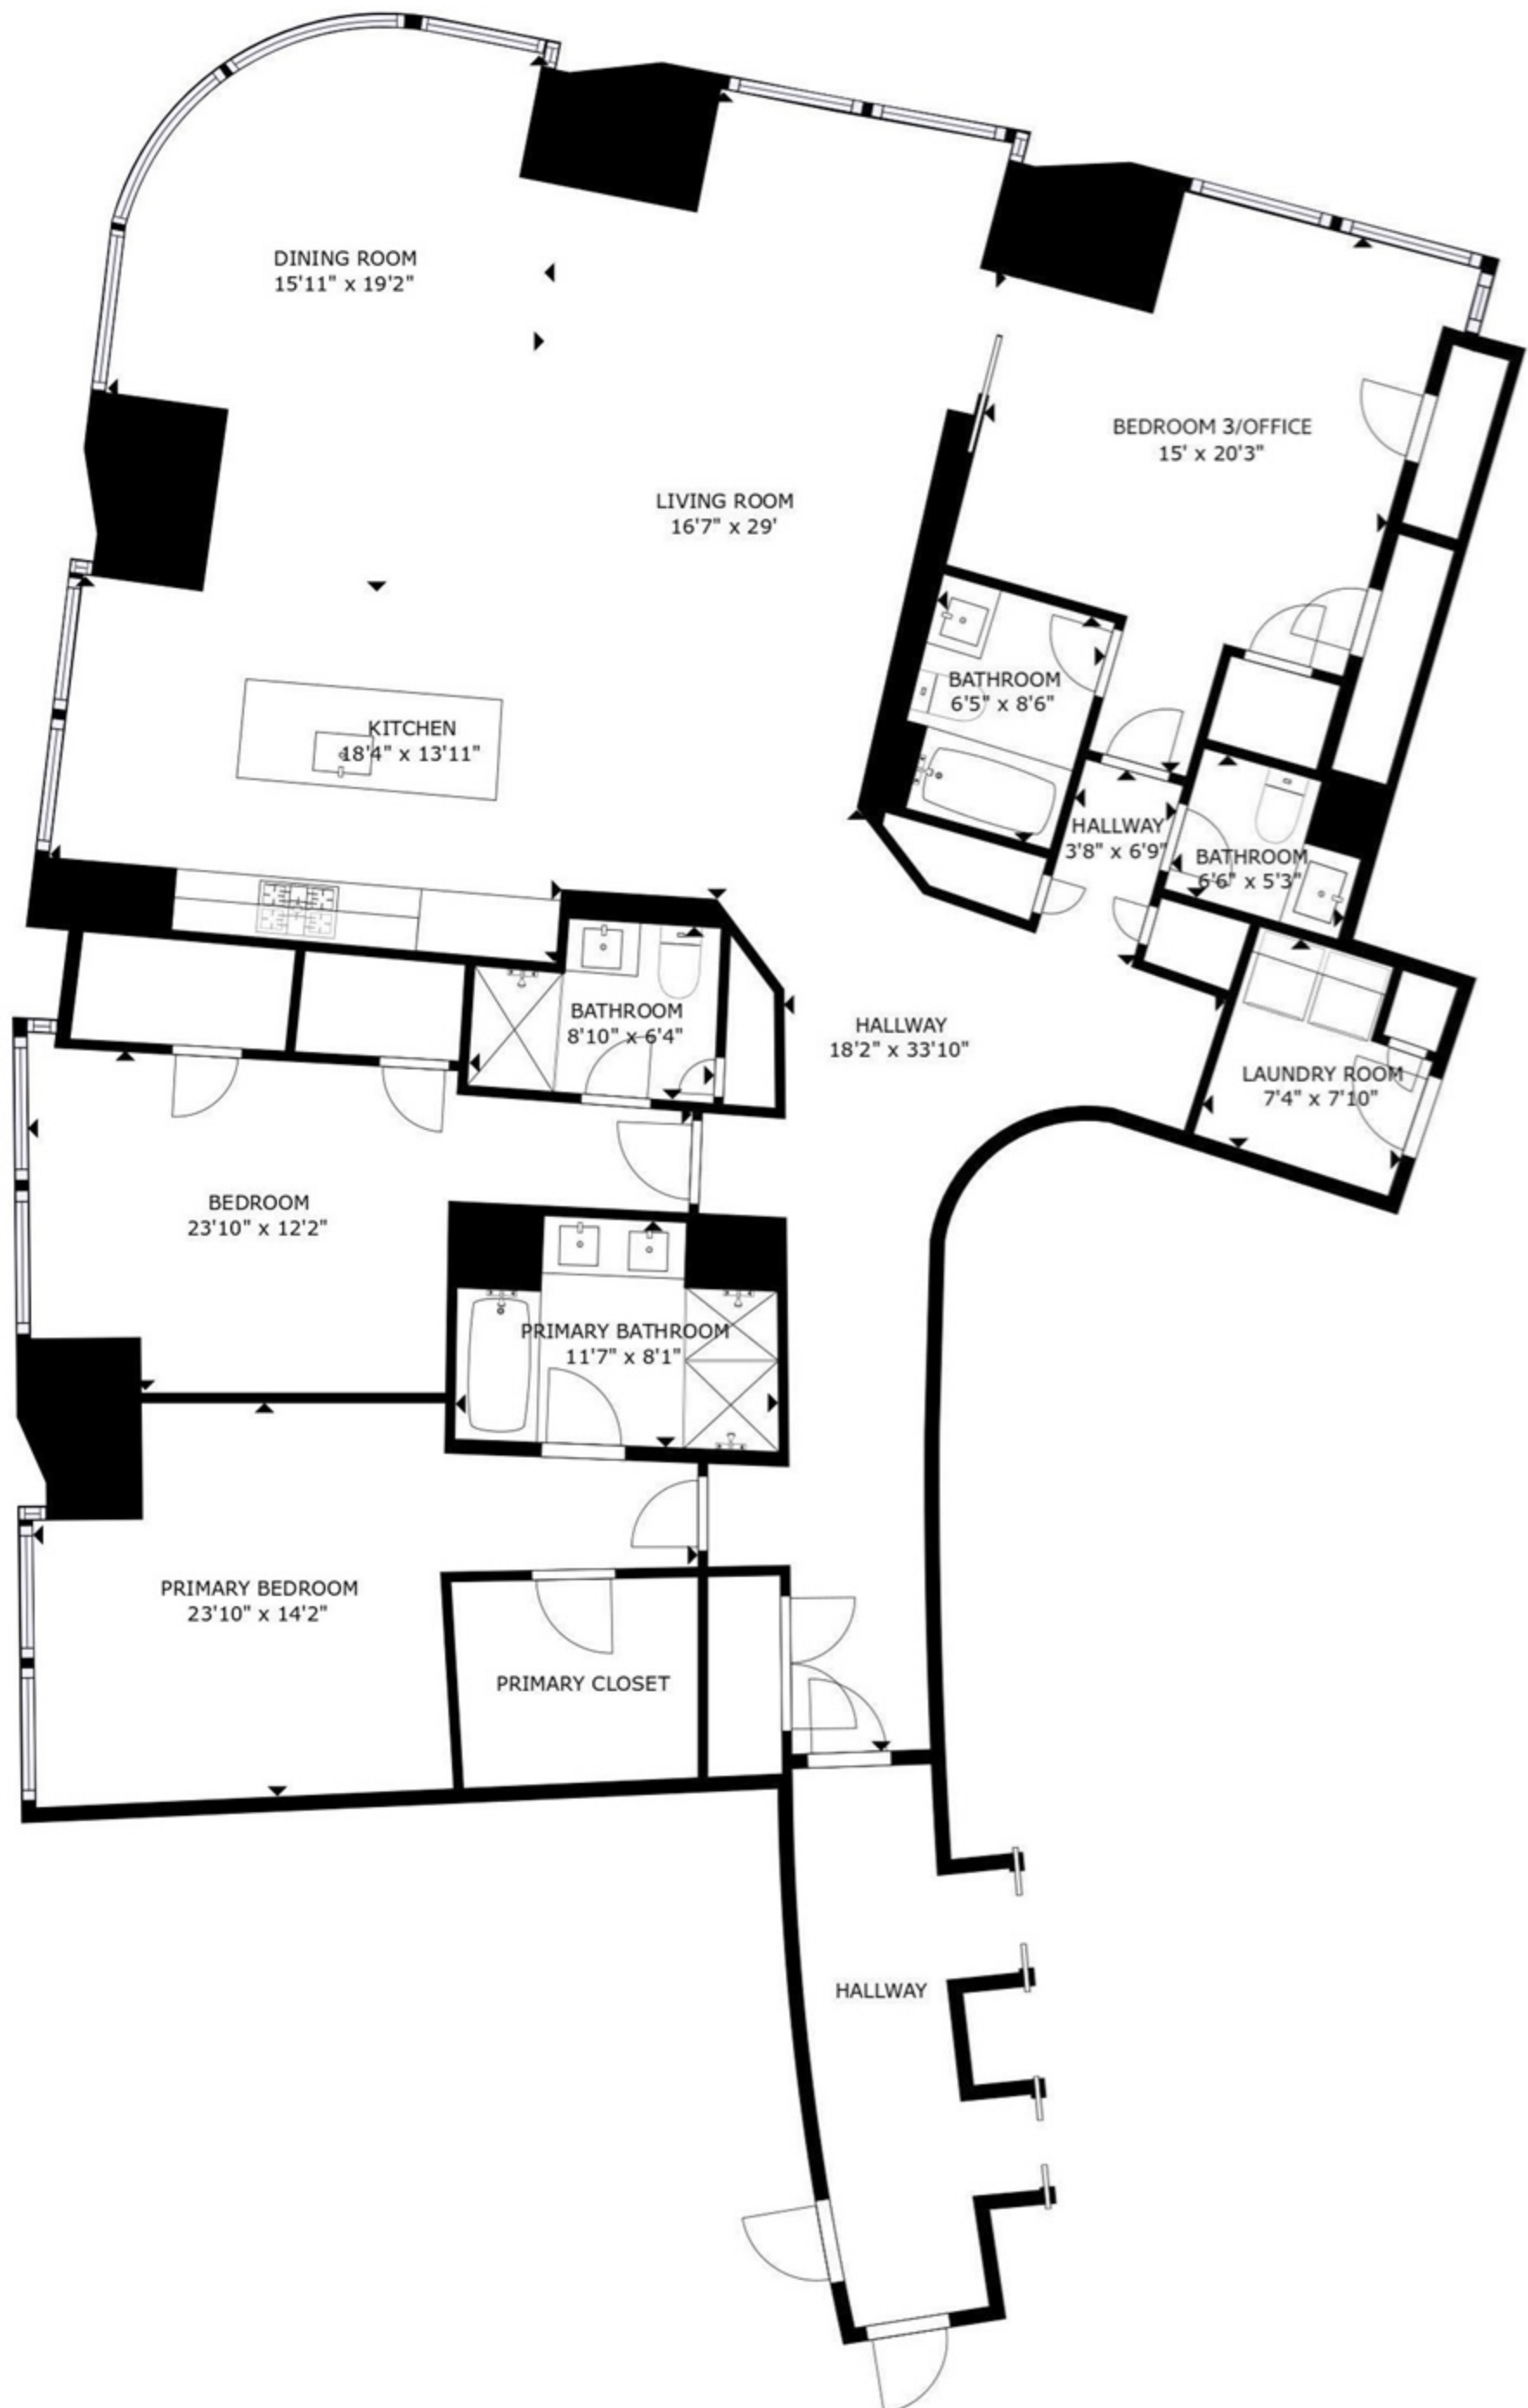 DINING ROOM
15'11" x 19'2"
BEDROOM 3/OFFICE
15' x 20'3"
LIVING ROOM
16'7" x 29'
BATHROOM
6'5" x 8'6"
KITCHEN
18'4" x 13'11"
HALLWAY
3'8" x 6'9"
BATHROOM
6'6" x 5'3"
BATHROOM
8'10" x 6'4"
HALLWAY
18'2" x 33'10"
LAUNDRY ROOM
7'4" x 7'10"
BEDROOM
23'10" x 12'2"
PRIMARY BATHROOM
11'7" x 8'1"
PRIMARY BEDROOM
23'10" x 14'2"
PRIMARY CLOSET
HALLWAY